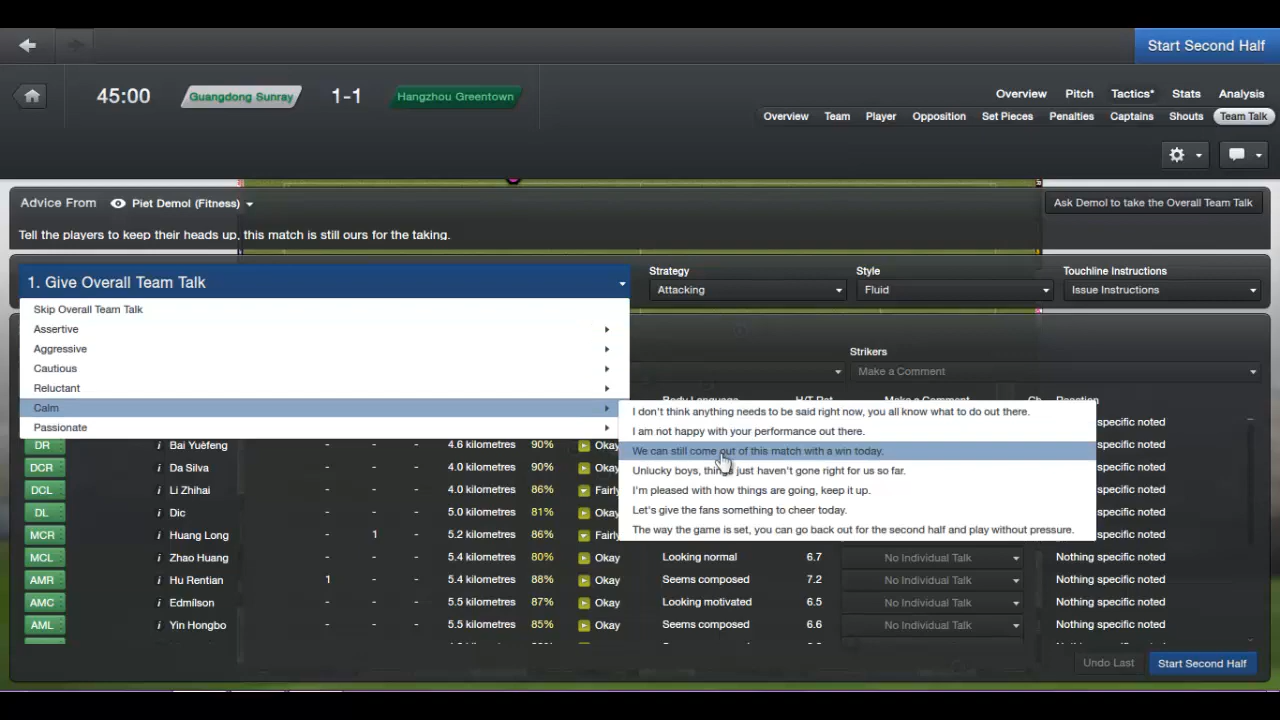 Start Second Half
45:00 Guangdong Sunray 1-1 Hangzhou Greentown
Overview Pitch Tactics* Stats Analysis
Overview Team Player Opposition Set Pieces Penalties Captains Shouts Team Talk
Advice From Piet Demol (Fitness) Ask Demol to take the Overall Team Talk
Tell the players to keep their heads up, this match is still ours for the taking.
1. Give Overall Team Talk
Strategy Style Touchline Instructions
Attacking Fluid Issue Instructions
Skip Overall Team Talk
Assertive
Aggressive
Cautious
Reluctant
Calm
Passionate
Strikers
Make a Comment
I don't think anything needs to be said right now, you all know what to do out there.
I am not happy with your performance out there.
We can still come out of this match with a win today.
Unlucky boys, things just haven't gone right for us so far.
I'm pleased with how things are going, keep it up.
Let's give the fans something to cheer today.
The way the game is set, you can go back out for the second half and play without pressure.
specific noted
DR i Bai Yuefeng - - - 4.6 kilometres 90% Okay specific noted
DCR i Da Silva - - - 4.0 kilometres 90% Okay specific noted
DCL i Li Zhihai - - - 4.0 kilometres 86% Fairly specific noted
DL i Dic - - - 5.0 kilometres 81% Okay specific noted
MCR i Huang Long - 1 - 5.2 kilometres 86% Fairly specific noted
MCL i Zhao Huang - - - 5.4 kilometres 80% Okay Looking normal 6.7 No Individual Talk Nothing specific noted
AMR i Hu Rentian 1 - - 5.4 kilometres 88% Okay Seems composed 7.2 No Individual Talk Nothing specific noted
AMC i Edmílson - - - 5.5 kilometres 87% Okay Looking motivated 6.5 No Individual Talk Nothing specific noted
AML i Yin Hongbo - - - 5.5 kilometres 85% Okay Seems composed 6.6 No Individual Talk Nothing specific noted
Undo Last Start Second Half